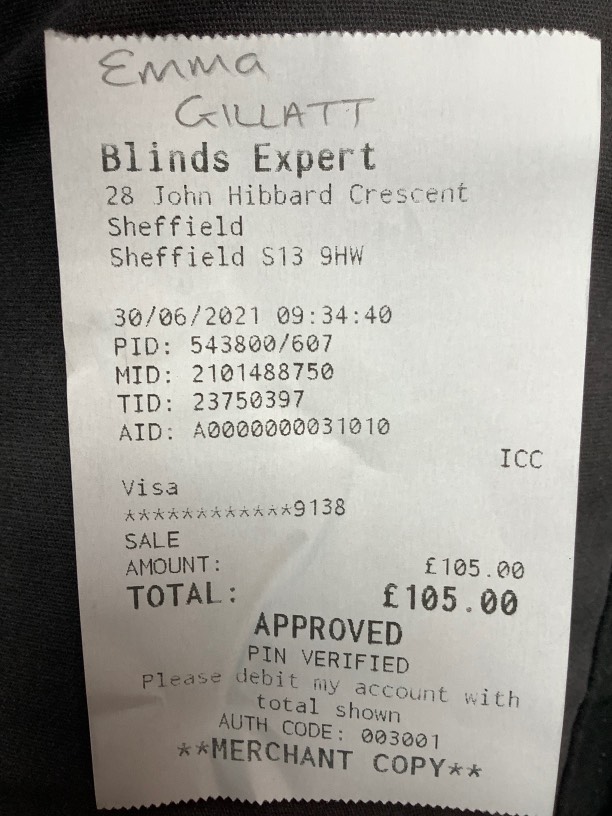 Emma
GILLATT
Blinds Expert
28 John Hibbard Crescent
Sheffield
Sheffield S13 9HW
30/06/2021 09:34:40
PID: 543800/607
MID: 2101488750
TID: 23750397
AID: A0000000031010
ICC
Visa
************9138
SALE
AMOUNT: £105.00
TOTAL: £105.00
APPROVED
PIN VERIFIED
Please debit my account with
total shown
AUTH CODE: 003001
**MERCHANT COPY**